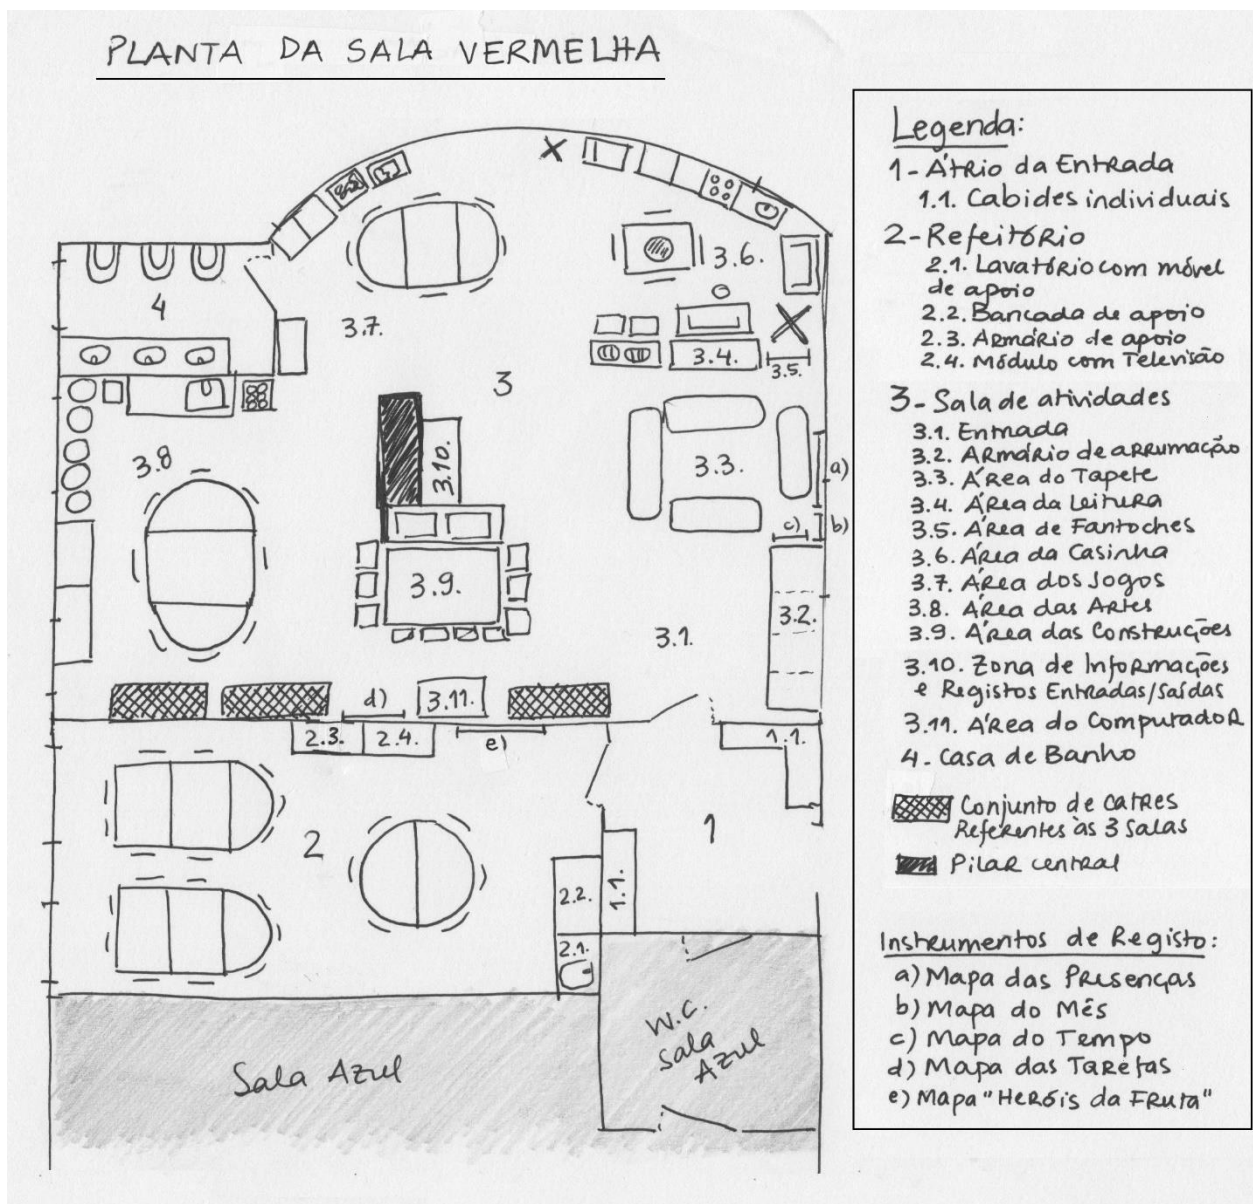 PLANTA DA SALA VERMELHA
4
3.7.
3
3.6.
3.4.
3.5.
3.8
3.10.
3.3.
a)
b)
c)
3.9.
3.2.
3.1.
d)
3.11.
e)
2.3.
2.4.
1.1.
2
1
2.2.
1.1.
2.1.
Sala Azul
W.C.
sala
Azul
Legenda:
1 - Átrio da Entrada
1.1. Cabides individuais
2 - Refeitório
2.1. Lavatório com móvel
de apoio
2.2. Bancada de apoio
2.3. Armário de apoio
2.4. Módulo com Televisão
3 - Sala de atividades
3.1. Entrada
3.2. Armário de arrumação
3.3. Área do Tapete
3.4. Área da Leitura
3.5. Área de Fantoches
3.6. Área da Casinha
3.7. Área dos Jogos
3.8. Área das Artes
3.9. Área das Construções
3.10. Zona de Informações
e Registos Entradas/saídas
3.11. Área do Computador
4 - Casa de Banho
Conjunto de catres
Referentes às 3 salas
Pilar central
Instrumentos de Registo:
a) Mapa das Presenças
b) Mapa do Mês
c) Mapa do Tempo
d) Mapa das Tarefas
e) Mapa "Heróis da Fruta"